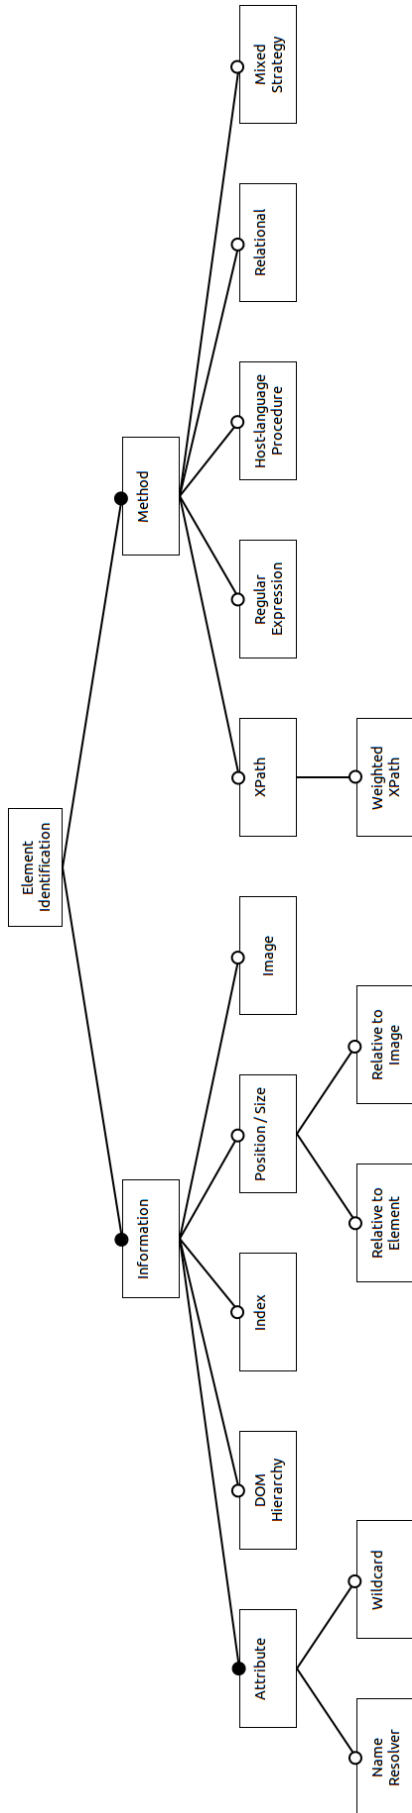 Element
Identification
Information
Method
Attribute
DOM
Hierarchy
Index
Position / Size
Image
XPath
Regular
Expression
Host-language
Procedure
Relational
Mixed
Strategy
Name
Resolver
Wildcard
Relative to
Element
Relative to
Image
Weighted
XPath